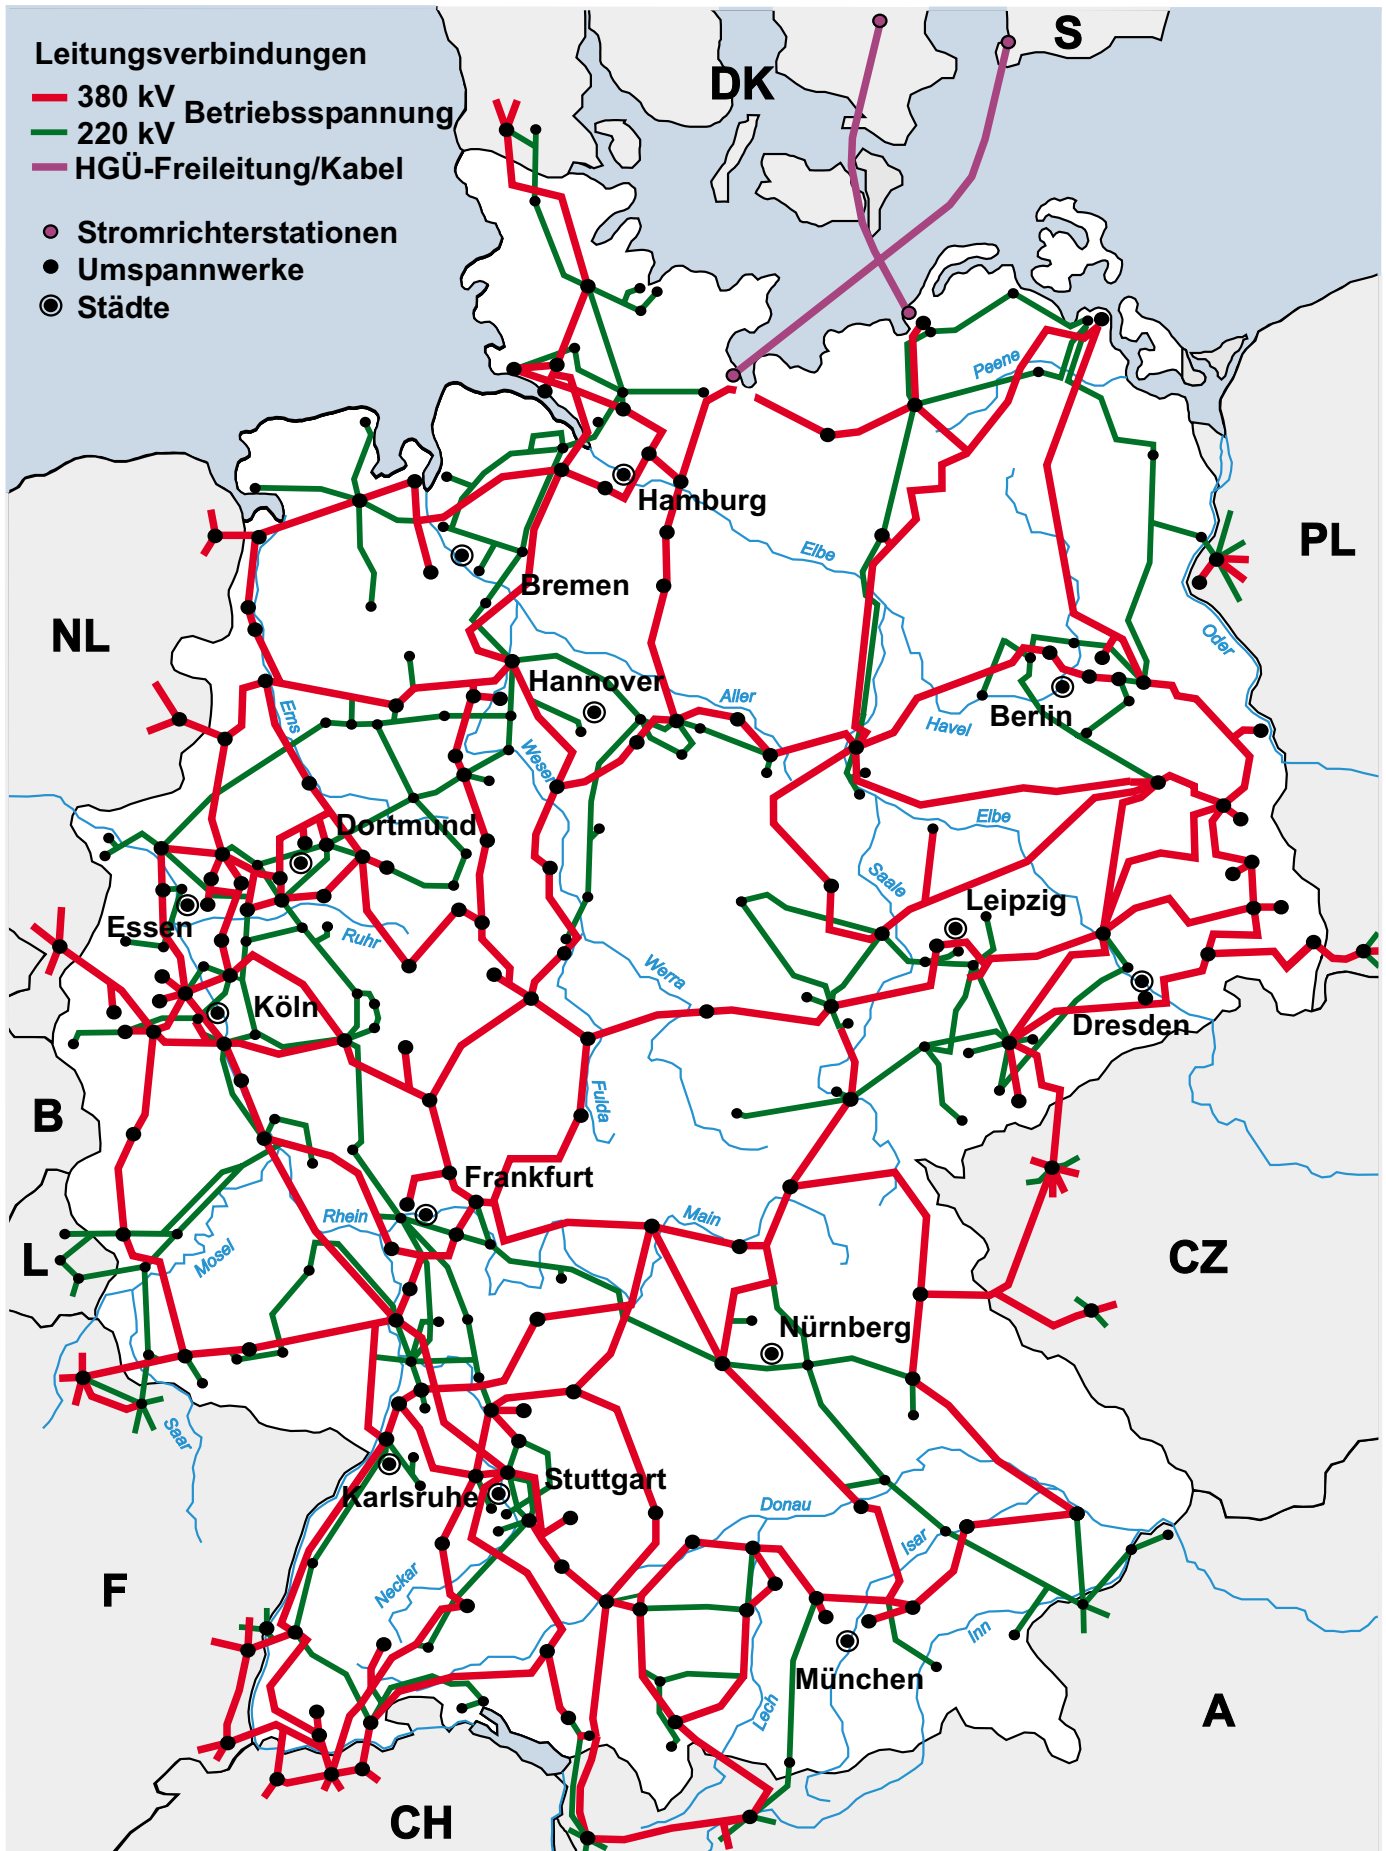 Leitungsverbindungen
380 kV
Betriebsspannung
220 kV
HGÜ-Freileitung/Kabel
Stromrichterstationen
Umspannwerke
Städte
S
DK
Peene
Hamburg
PL
Elbe
Bremen
NL
Oder
Hannover
Aller
Ems
Berlin
Havel
Weser
Dortmund
Elbe
Saale
Leipzig
Essen
Ruhr
Werra
Köln
Dresden
B
Fulda
Frankfurt
Rhein
Main
Mosel
L
CZ
Nürnberg
Saar
Stuttgart
Karlsruhe
Donau
Isar
F
Neckar
Inn
München
Lech
A
CH